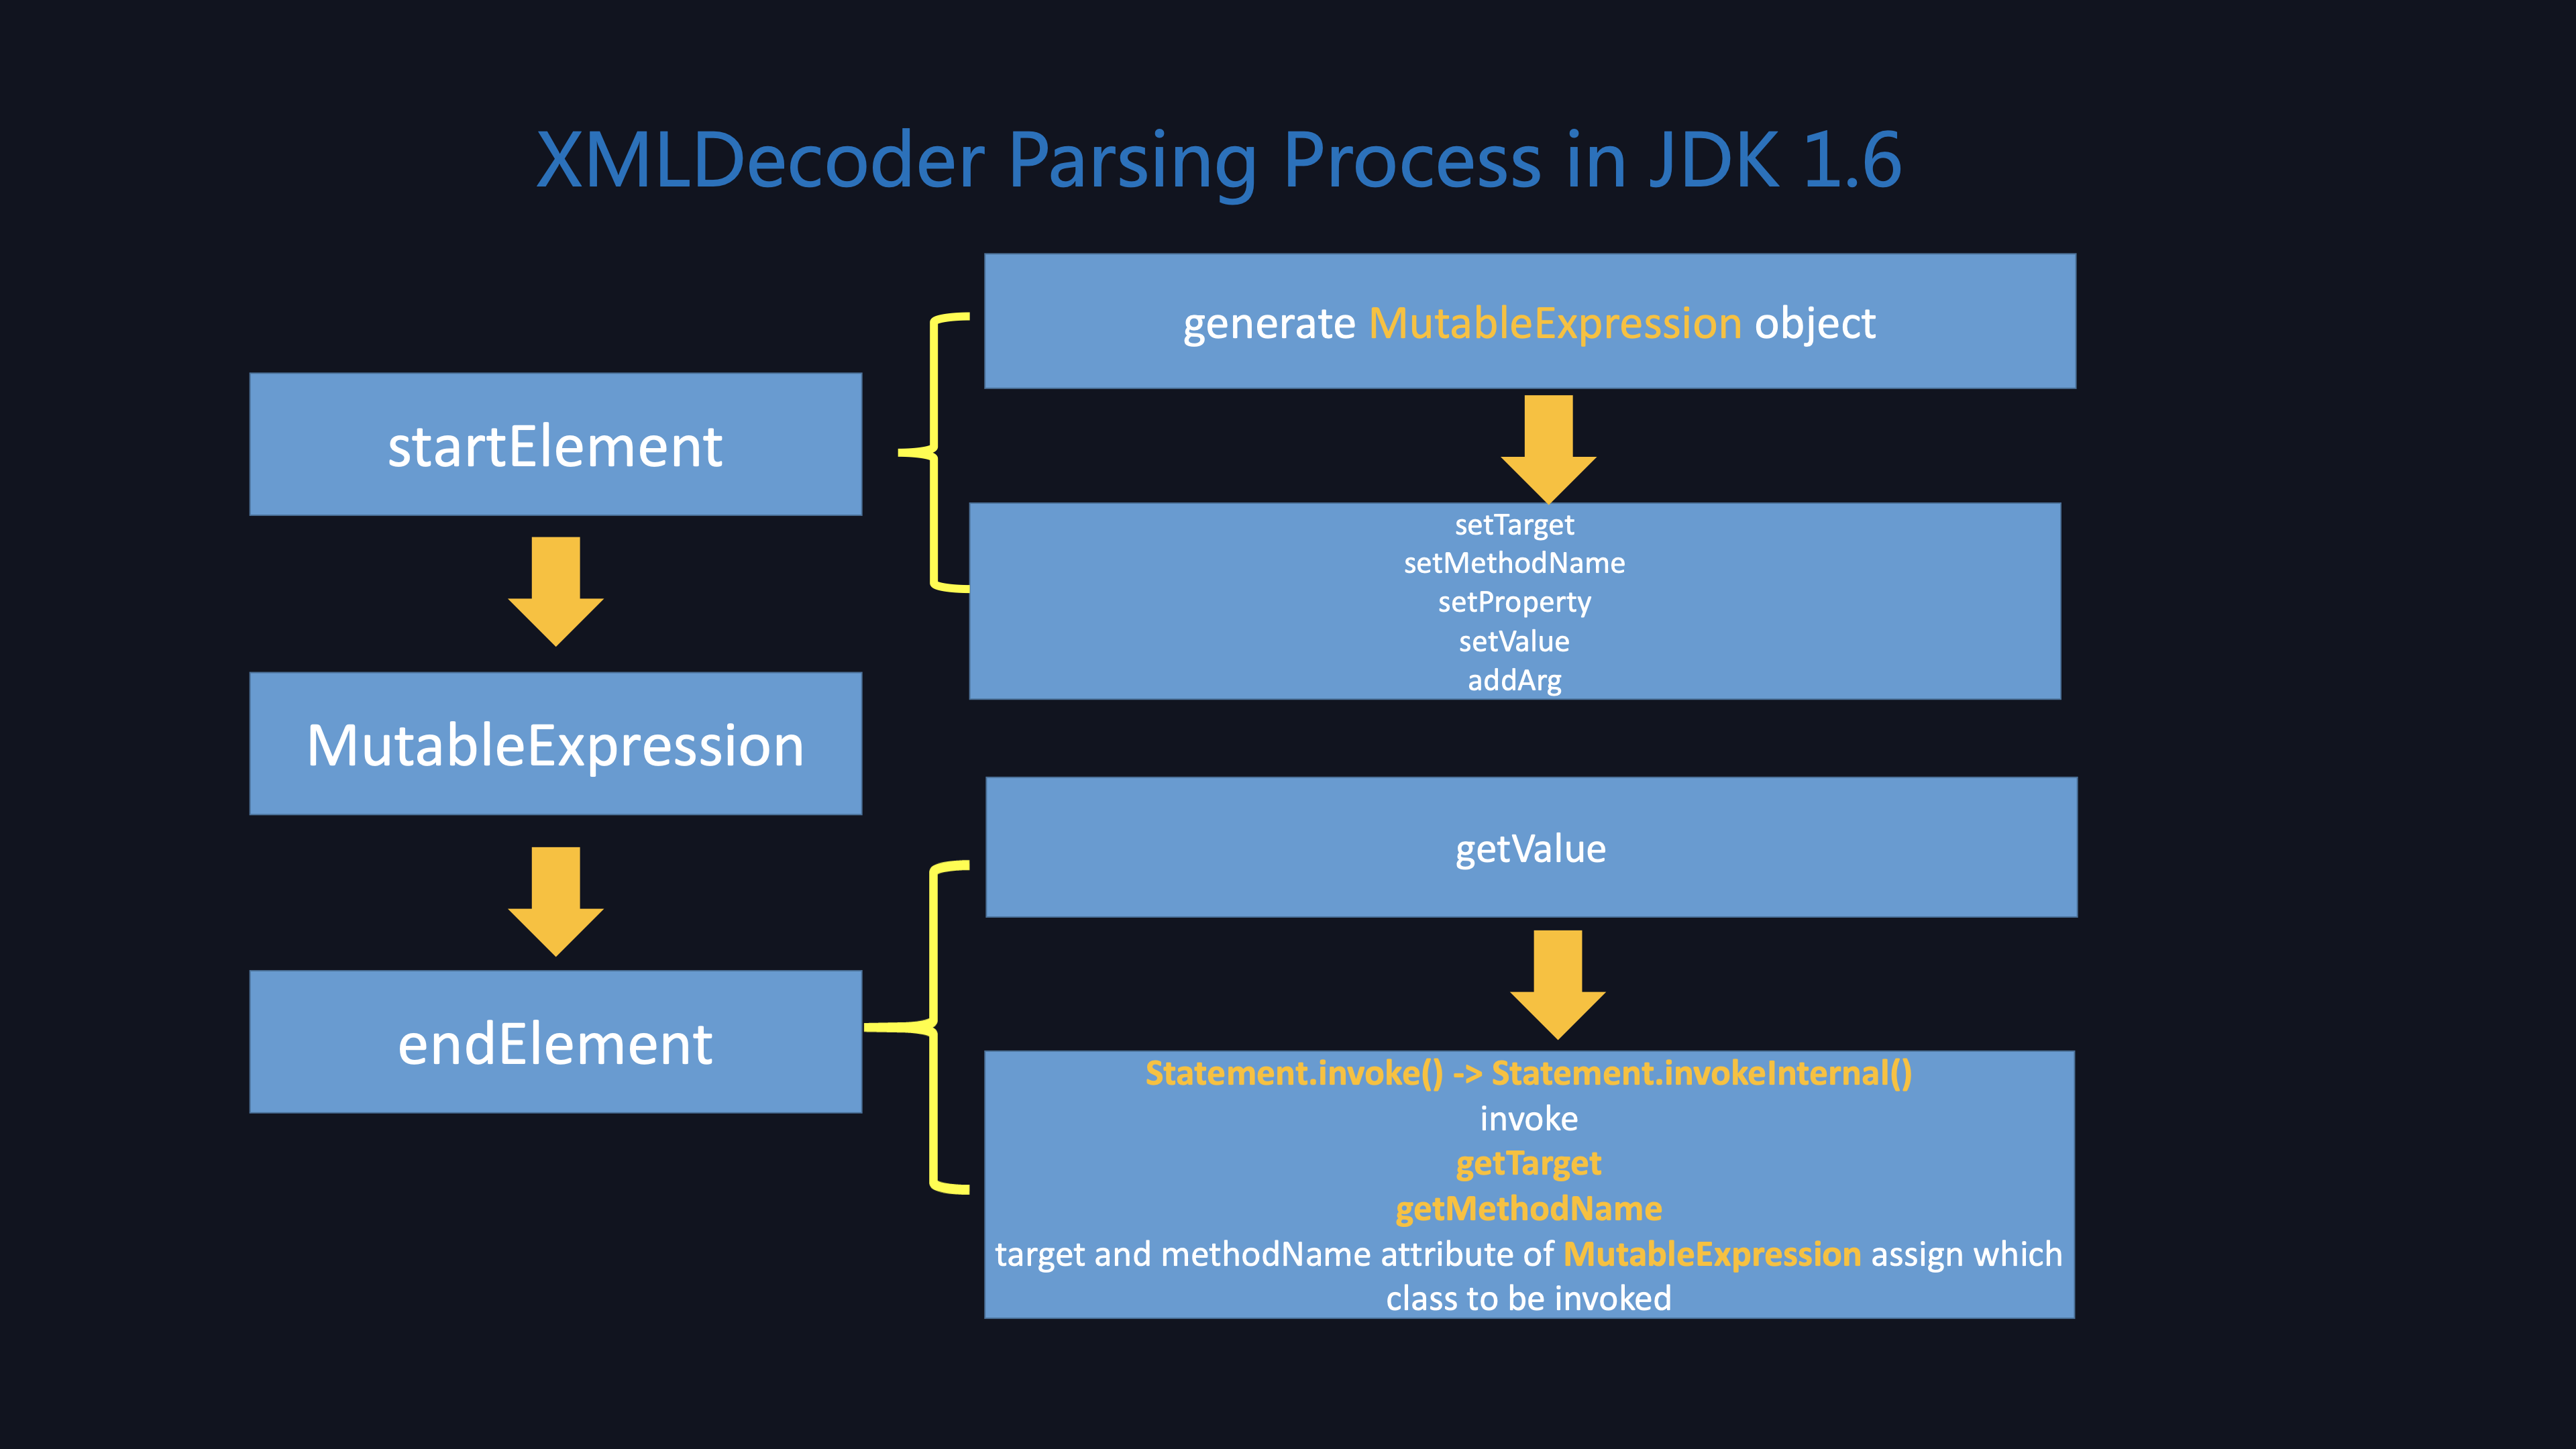 XMLDecoder Parsing Process in JDK 1.6
startElement
MutableExpression
endElement
generate MutableExpression object
setTarget
setMethodName
setProperty
setValue
addArg
getValue
Statement.invoke() -> Statement.invokeInternal()
invoke
getTarget
getMethodName
target and methodName attribute of MutableExpression assign which
class to be invoked